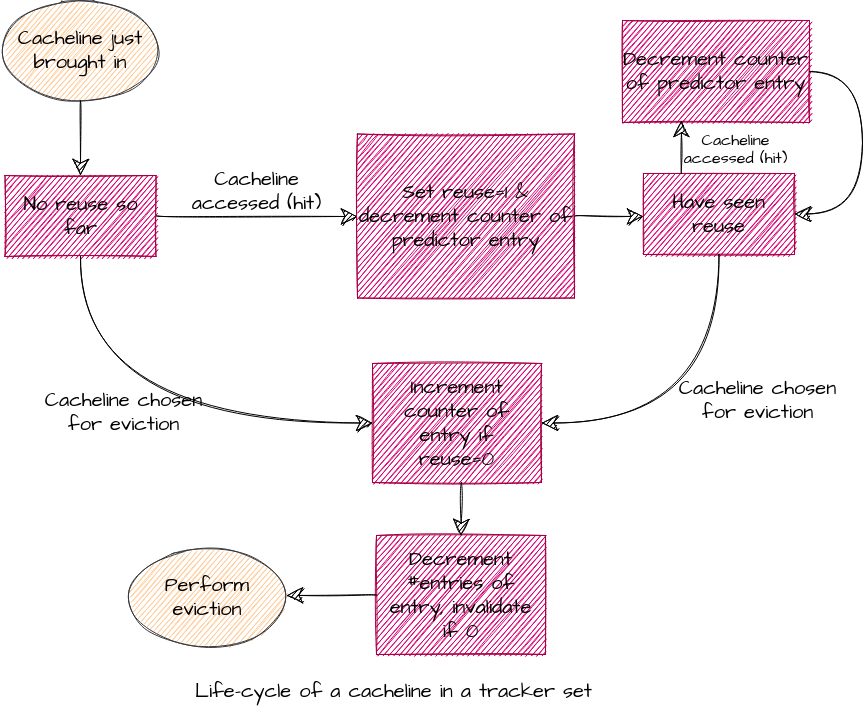 Cacheline just
brought in
Decrement counter
of predictor entry
Cacheline
accessed (hit)
Cacheline
accessed (hit)
No reuse so
far
Set reuse=1 &
decrement counter of
predictor entry
Have seen
reuse
Cacheline chosen
for eviction
Increment
counter of
entry if
reuse=0
Cacheline chosen
for eviction
Decrement
#entries of
entry, invalidate
if 0
Perform
eviction
Life-cycle of a cacheline in a tracker set